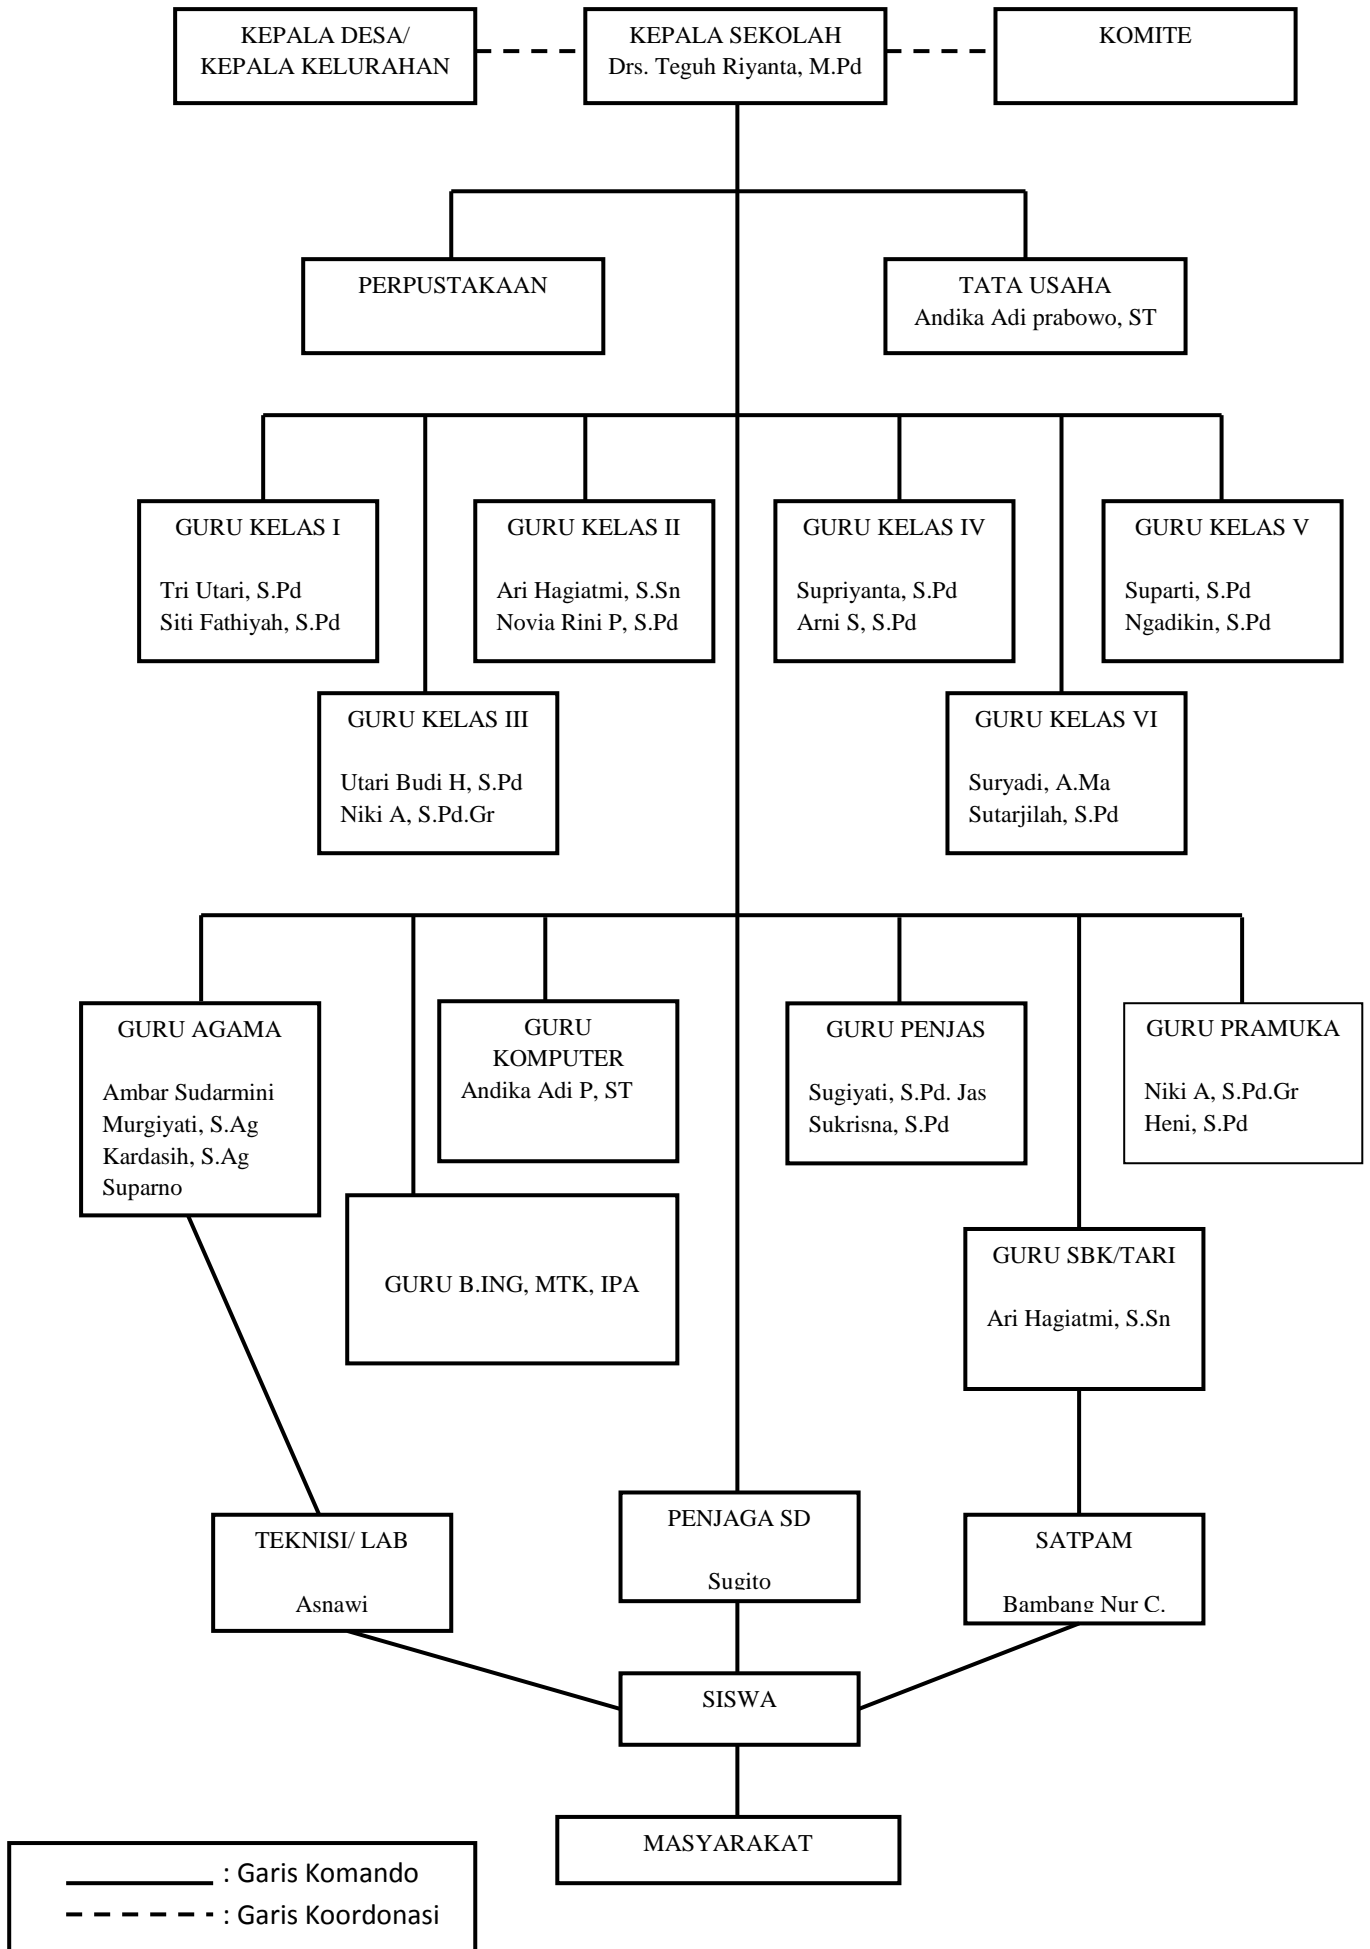 KEPALA DESA/
KEPALA KELURAHAN
KEPALA SEKOLAH
Drs. Teguh Riyanta, M.Pd
KOMITE
PERPUSTAKAAN
TATA USAHA
Andika Adi prabowo, ST
GURU KELAS I
Tri Utari, S.Pd
Siti Fathiyah, S.Pd
GURU KELAS II
Ari Hagiatmi, S.Sn
Novia Rini P, S.Pd
GURU KELAS IV
Supriyanta, S.Pd
Arni S, S.Pd
GURU KELAS V
Suparti, S.Pd
Ngadikin, S.Pd
GURU KELAS III
Utari Budi H, S.Pd
Niki A, S.Pd.Gr
GURU KELAS VI
Suryadi, A.Ma
Sutarjilah, S.Pd
GURU AGAMA
Ambar Sudarmini
Murgiyati, S.Ag
Kardasih, S.Ag
Suparno
GURU
KOMPUTER
Andika Adi P, ST
GURU PENJAS
Sugiyati, S.Pd. Jas
Sukrisna, S.Pd
GURU PRAMUKA
Niki A, S.Pd.Gr
Heni, S.Pd
GURU B.ING, MTK, IPA
GURU SBK/TARI
Ari Hagiatmi, S.Sn
TEKNISI/ LAB
Asnawi
PENJAGA SD
Sugito
SATPAM
Bambang Nur C.
SISWA
MASYARAKAT
: Garis Komando
: Garis Koordonasi